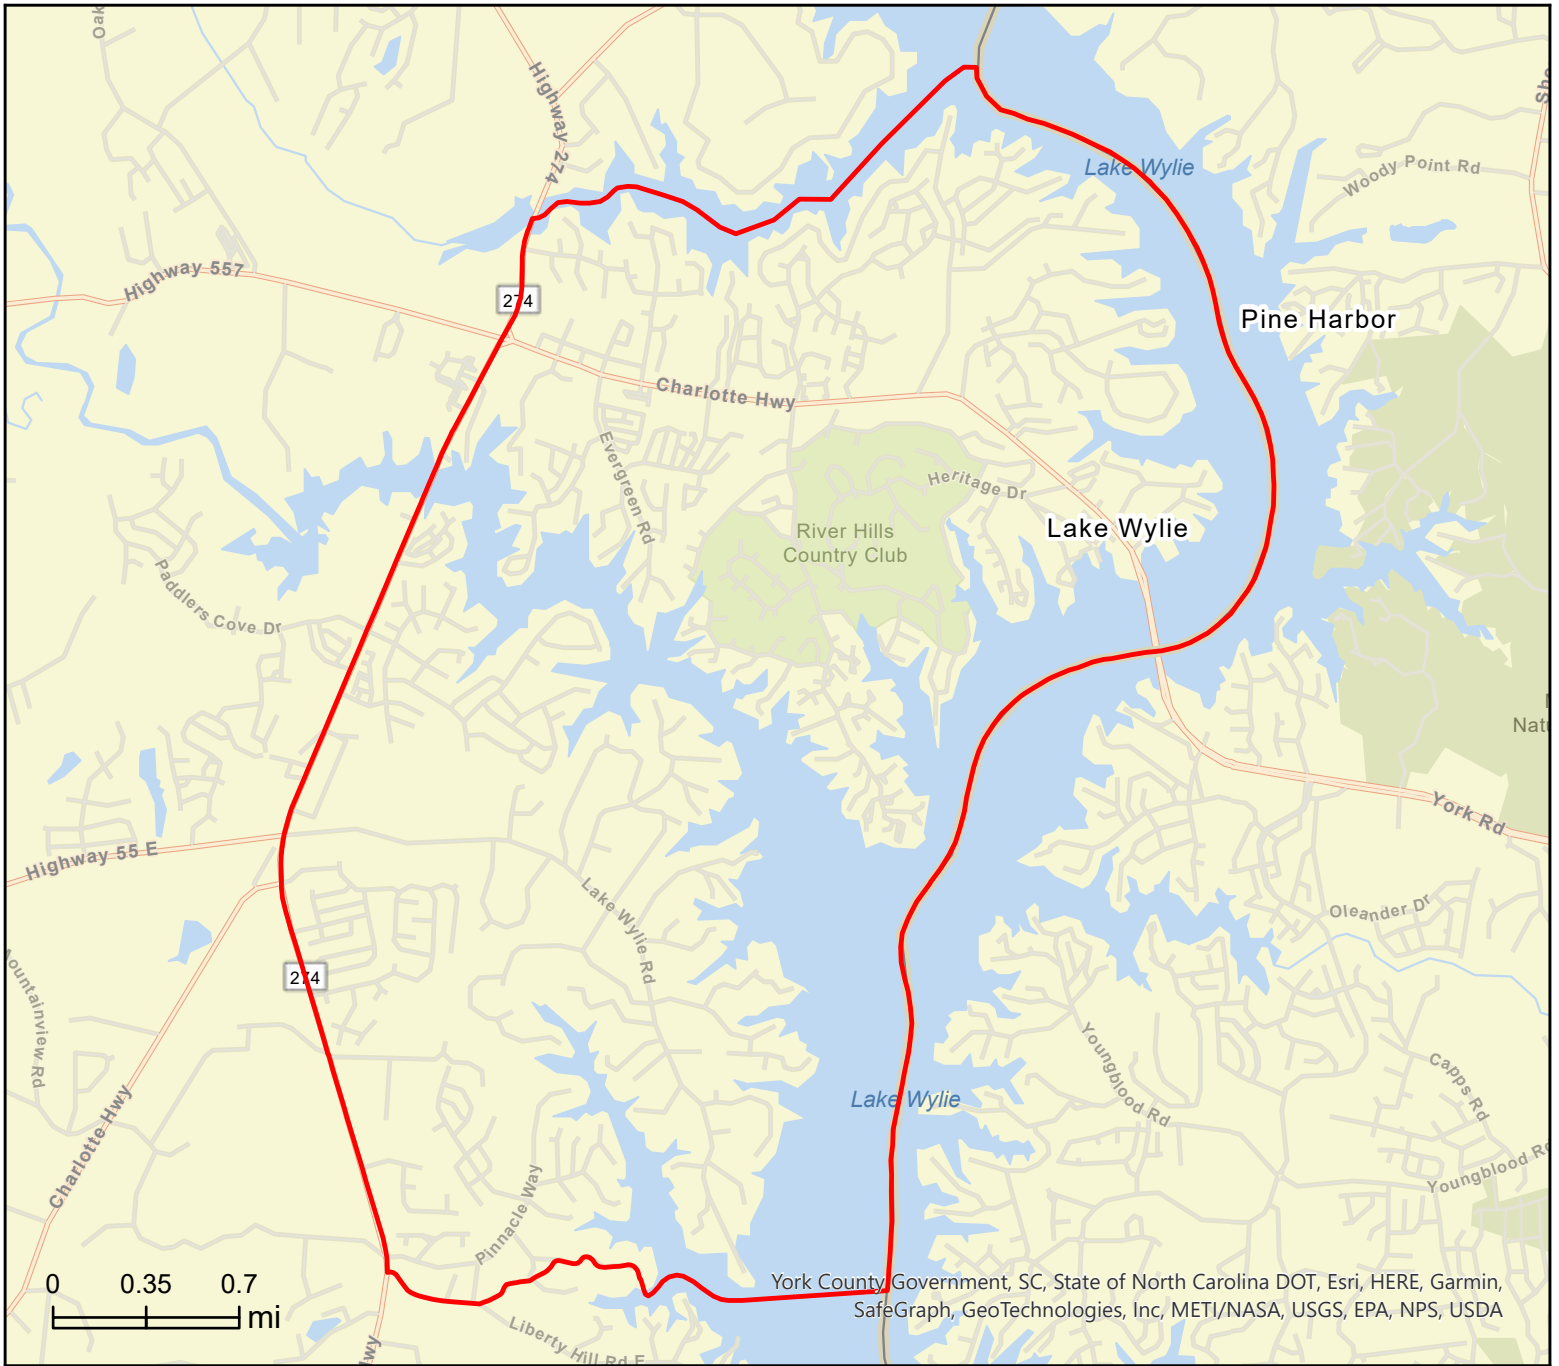 Oak
Highway 274
Lake Wylie
Woody Point Rd
Highway 557
274
Pine Harbor
Charlotte Hwy
Evergreen Rd
Heritage Dr
River Hills
Country Club
Lake Wylie
Paddlers Cove Dr
Natu
York Rd
Highway 55 E
Lake Wylie Rd
Oleander Dr
274
ountainview Rd
Youngblood Rd
Capps Rd
Lake Wylie
Charlotte Hwy
Pinnacle Way
Youngblood Rd
0 0.35 0.7
mi
York County Government, SC, State of North Carolina DOT, Esri, HERE, Garmin,
SafeGraph, GeoTechnologies, Inc, METI/NASA, USGS, EPA, NPS, USDA
Liberty Hill Rd E
Hwy